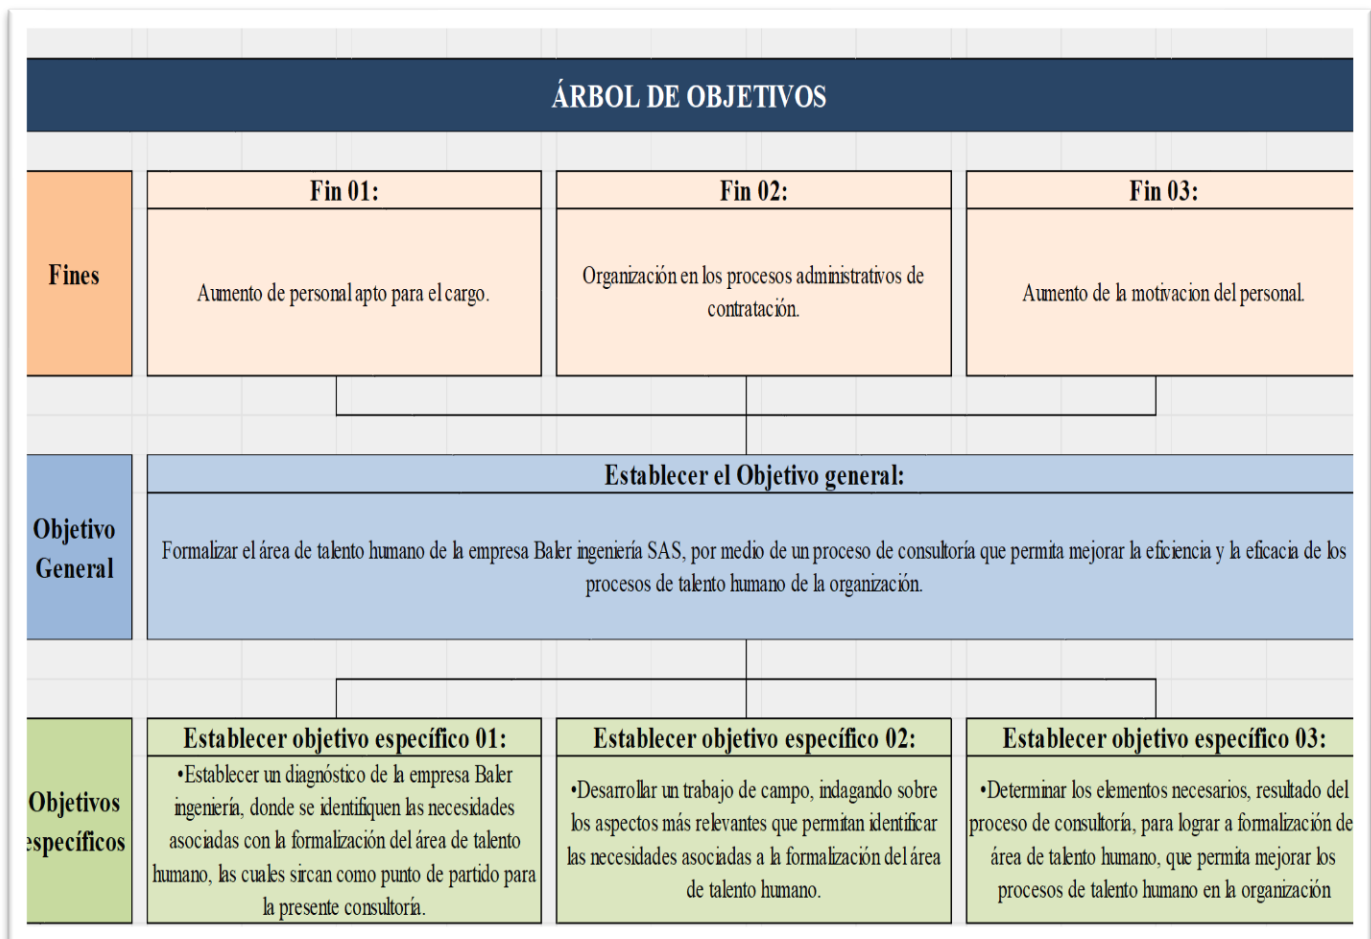 ÁRBOL DE OBJETIVOS
Fines
Fin 01:
Aumento de personal apto para el cargo.
Fin 02:
Organización en los procesos administrativos de
contratación.
Fin 03:
Aumento de la motivacion del personal.
Objetivo
General
Establecer el Objetivo general:
Formalizar el área de talento humano de la empresa Baler ingeniería SAS, por medio de un proceso de consultoría que permita mejorar la eficiencia y la eficacia de los
procesos de talento humano de la organización.
Objetivos
específicos
Establecer objetivo específico 01:
•Establecer un diagnóstico de la empresa Baler
ingeniería, donde se identifiquen las necesidades
asociadas con la formalización del área de talento
humano, las cuales sircan como punto de partido para
la presente consultoría.
Establecer objetivo específico 02:
•Desarrollar un trabajo de campo, indagando sobre
los aspectos más relevantes que permitan identificar
las necesidades asociadas a la formalización del área
de talento humano.
Establecer objetivo específico 03:
•Determinar los elementos necesarios, resultado del
proceso de consultoría, para lograr a formalización de
área de talento humano, que permita mejorar los
procesos de talento humano en la organización